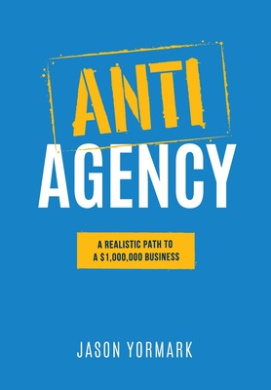 ANTI
AGENCY
A REALISTIC PATH TO
A $1,000,000 BUSINESS
JASON YORMARK